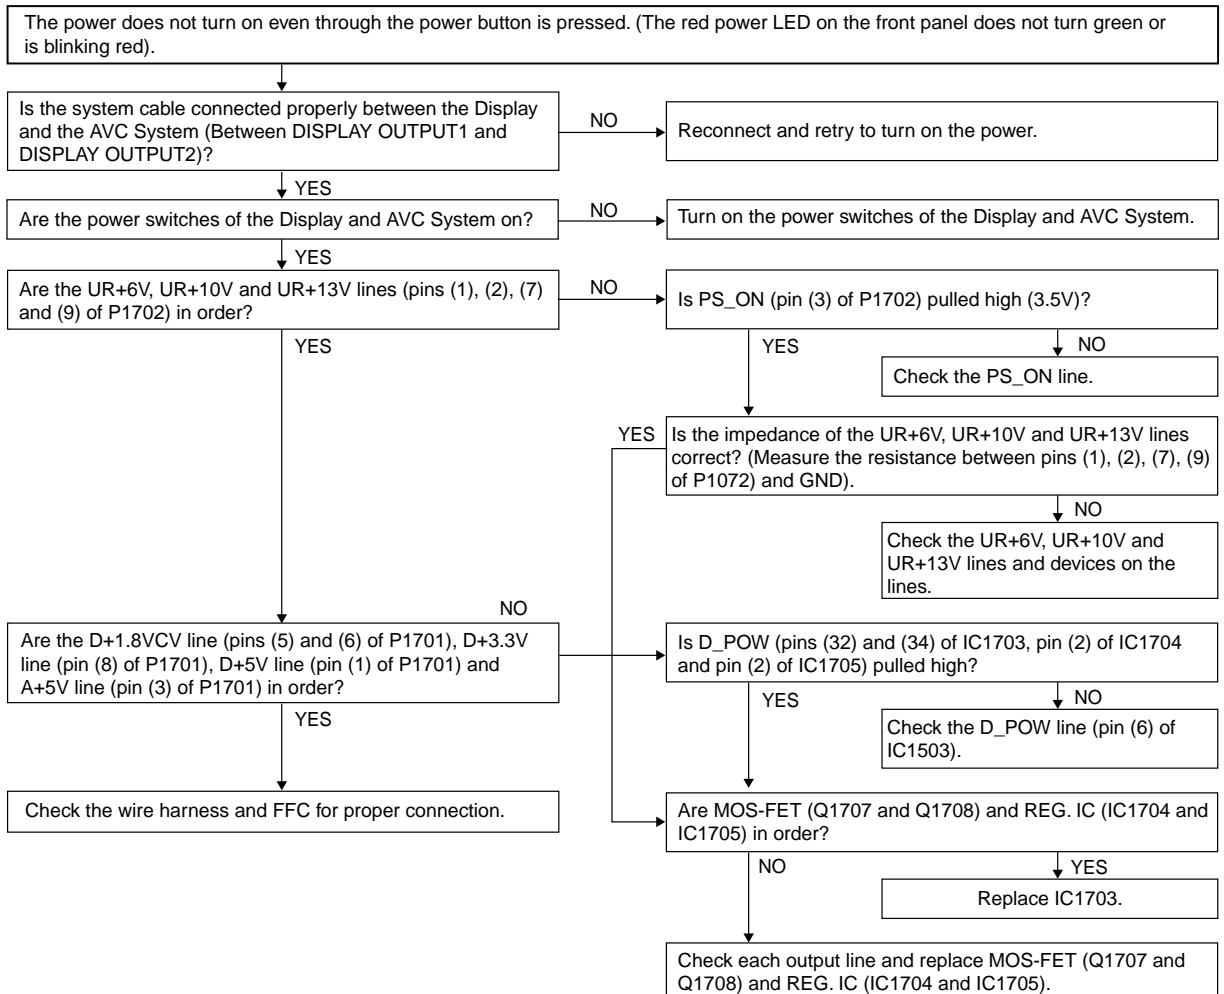 The power does not turn on even through the power button is pressed. (The red power LED on the front panel does not turn green or
is blinking red).
Is the system cable connected properly between the Display
and the AVC System (Between DISPLAY OUTPUT1 and
DISPLAY OUTPUT2)?
NO
Reconnect and retry to turn on the power.
YES
Are the power switches of the Display and AVC System on?
NO
Turn on the power switches of the Display and AVC System.
YES
Are the UR+6V, UR+10V and UR+13V lines (pins (1), (2), (7)
and (9) of P1702) in order?
NO
Is PS_ON (pin (3) of P1702) pulled high (3.5V)?
YES
YES
NO
Check the PS_ON line.
YES
Is the impedance of the UR+6V, UR+10V and UR+13V lines
correct? (Measure the resistance between pins (1), (2), (7), (9)
of P1072) and GND).
NO
Check the UR+6V, UR+10V and
UR+13V lines and devices on the
lines.
NO
Are the D+1.8VCV line (pins (5) and (6) of P1701), D+3.3V
line (pin (8) of P1701), D+5V line (pin (1) of P1701) and
A+5V line (pin (3) of P1701) in order?
Is D_POW (pins (32) and (34) of IC1703, pin (2) of IC1704
and pin (2) of IC1705) pulled high?
YES
YES
NO
Check the D_POW line (pin (6) of
IC1503).
Check the wire harness and FFC for proper connection.
Are MOS-FET (Q1707 and Q1708) and REG. IC (IC1704 and
IC1705) in order?
NO
YES
Replace IC1703.
Check each output line and replace MOS-FET (Q1707 and
Q1708) and REG. IC (IC1704 and IC1705).